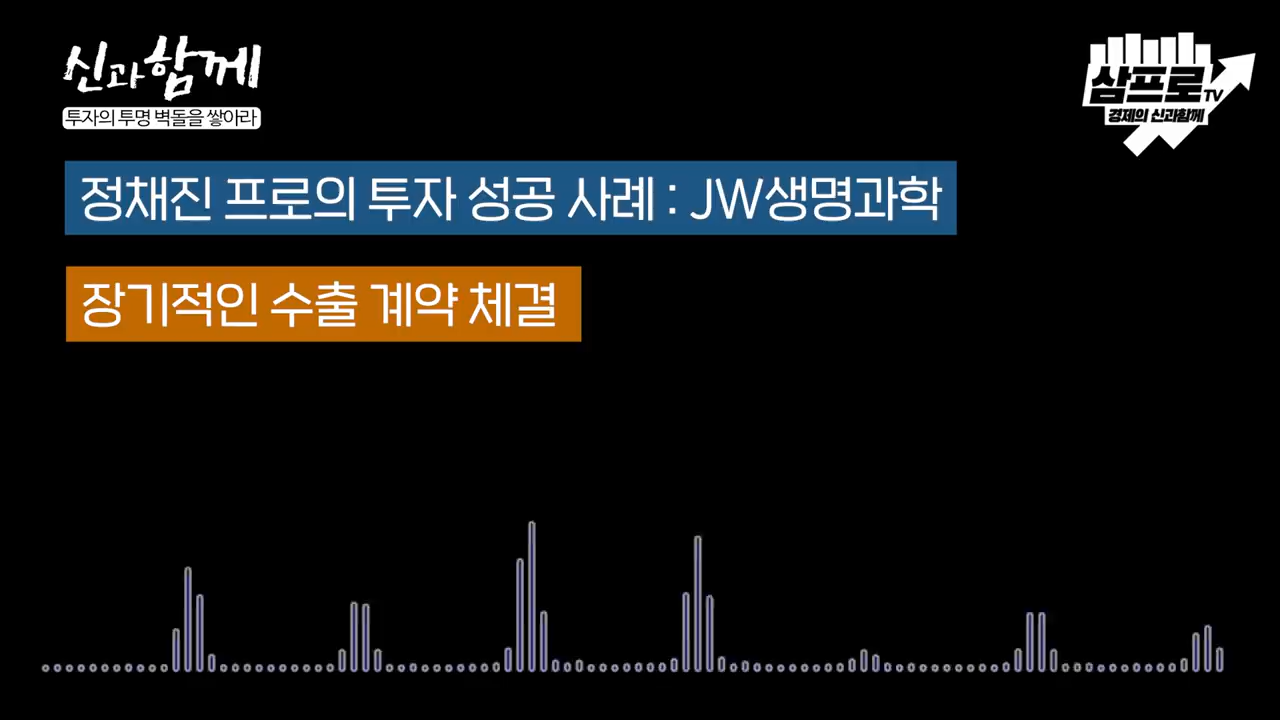 신과함께
투자의 투명 벽돌을 쌓아라
삼프로TV
경제의 신과함께
정채진 프로의 투자 성공 사례 : JW생명과학
장기적인 수출 계약 체결